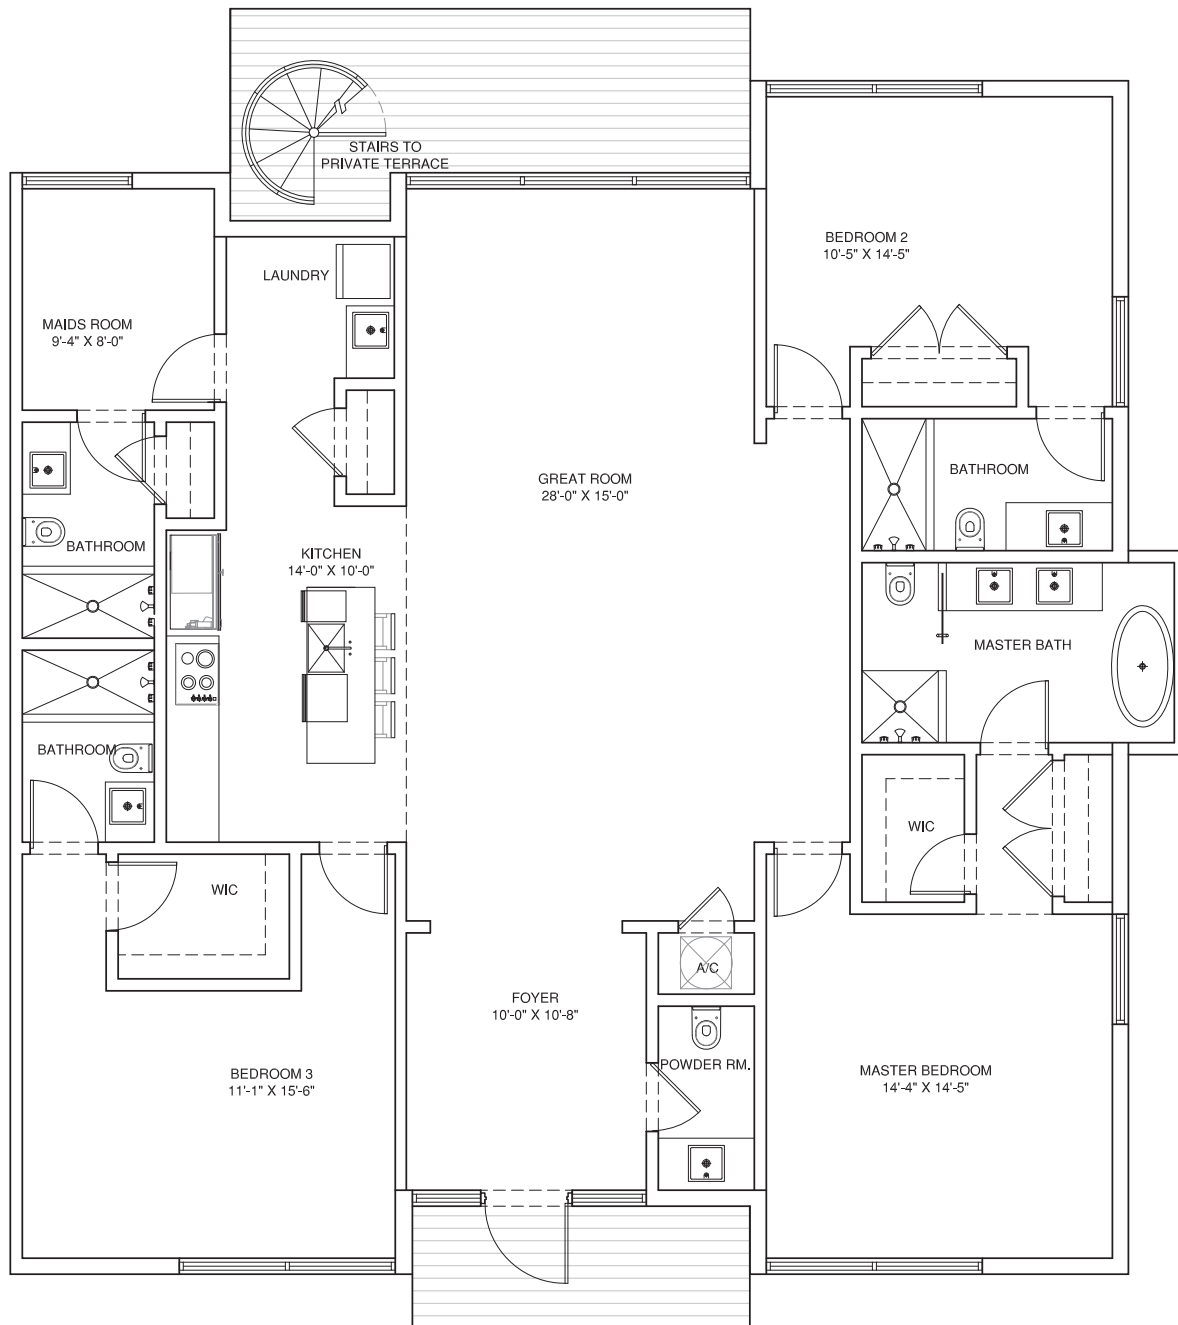 STAIRS TO
PRIVATE TERRACE
BEDROOM 2
10'-5" X 14'-5"
LAUNDRY
MAIDS ROOM
9'-4" X 8'-0"
GREAT ROOM
28'-0" X 15'-0"
BATHROOM
BATHROOM
KITCHEN
14'-0" X 10'-0"
MASTER BATH
BATHROOM
WIC
WIC
A/C
FOYER
10'-0" X 10'-8"
POWDER RM.
BEDROOM 3
11'-1" X 15'-6"
MASTER BEDROOM
14'-4" X 14'-5"